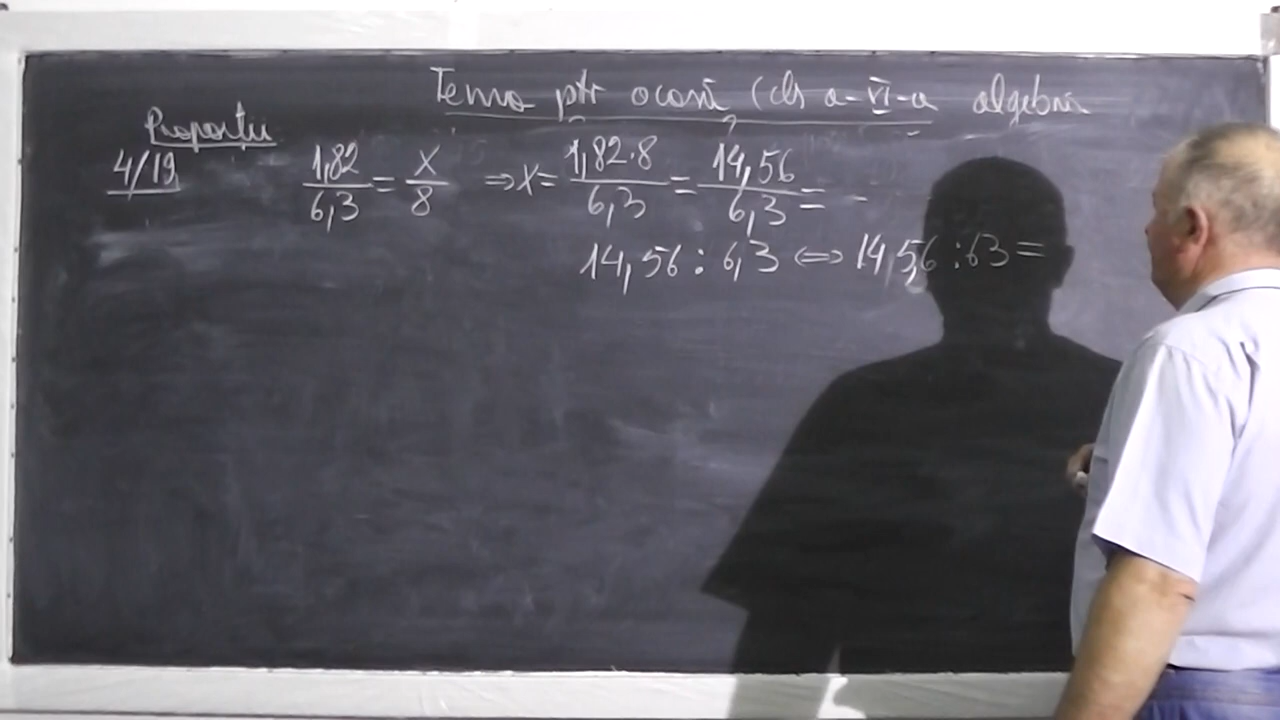 Tema ptr acasă (cls a-VI-a algebră
Proporții
4/19 1,82/6,3 = x/8 ⇒ x = 1,82·8/6,3 = 14,56/6,3 = -
14,56 : 6,3 ⇔ 145,6 : 63 =